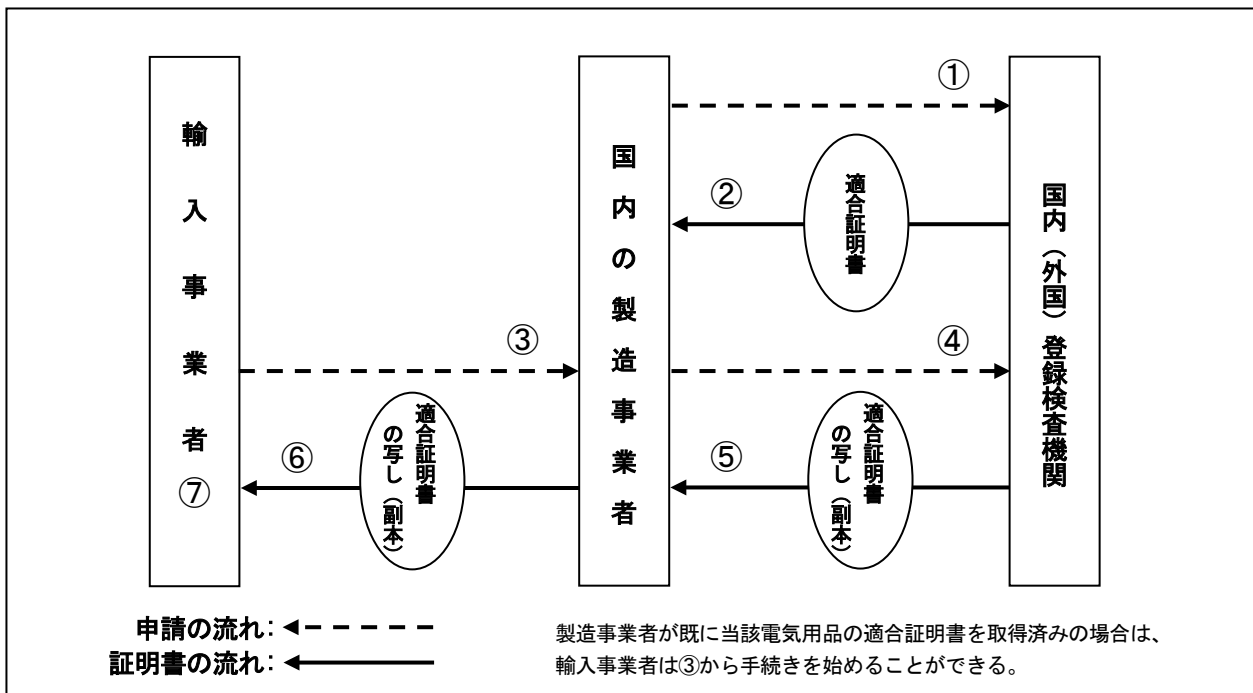 ①
輸入事業者
国内の製造事業者
国内（外国）登録検査機関
適合証明書
②
③
④
適合証明書
の写し（副本）
⑥
適合証明書
の写し（副本）
⑤
⑦
申請の流れ：
証明書の流れ：
製造事業者が既に当該電気用品の適合証明書を取得済みの場合は、
輸入事業者は③から手続きを始めることができる。